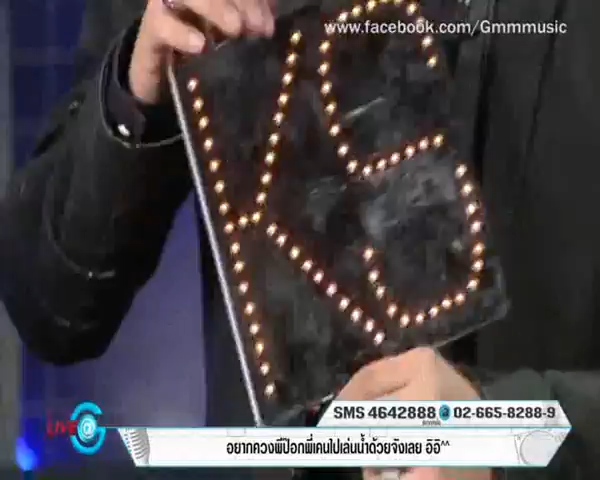 www.facebook.com/Gmmmusic
KS
SMS 4642888 @ 02-665-8288-9
LIVE @
อยากควงพี่ป๊อกพี่เคนไปเล่นน้ำด้วยจังเลย อิอิ^^